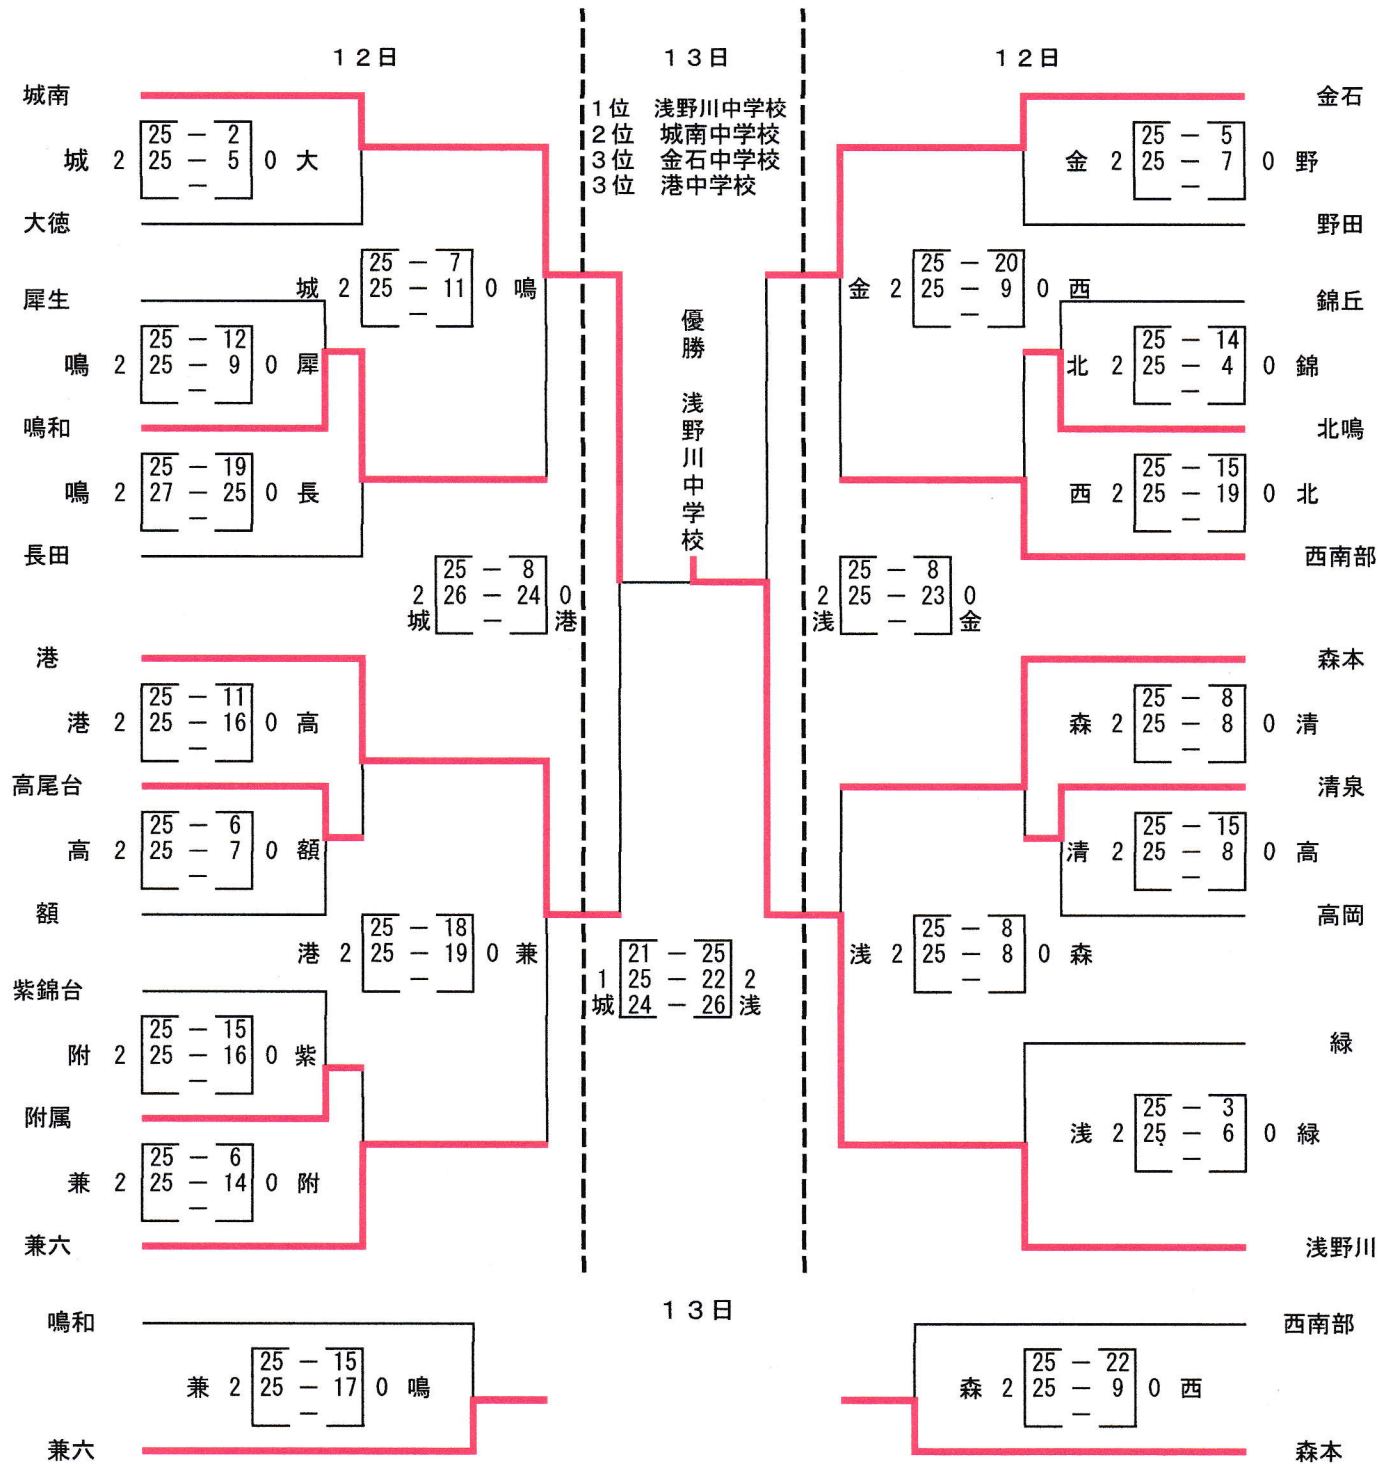 １２日
１３日
１２日
１位　浅野川中学校
２位　城南中学校
３位　金石中学校
３位　港中学校
優勝　浅野川中学校
城南
城 2 25 － 2 0 大
25 － 5
－
大徳
城 2 25 － 7 0 鳴
25 － 11
－
犀生
鳴 2 25 － 12 0 犀
25 － 9
－
鳴和
鳴 2 25 － 19 0 長
27 － 25
－
長田
2 25 － 8 0
26 － 24
城 － 港
港
港 2 25 － 11 0 高
25 － 16
－
高尾台
高 2 25 － 6 0 額
25 － 7
－
額
港 2 25 － 18 0 兼
25 － 19
－
紫錦台
附 2 25 － 15 0 紫
25 － 16
－
附属
兼 2 25 － 6 0 附
25 － 14
－
兼六
21 － 25
1 25 － 22 2
城 24 － 26 浅
金石
金 2 25 － 5 0 野
25 － 7
－
野田
金 2 25 － 20 0 西
25 － 9
－
錦丘
北 2 25 － 14 0 錦
25 － 4
－
北鳴
西 2 25 － 15 0 北
25 － 19
－
西南部
2 25 － 8 0
25 － 23
浅 － 金
森本
森 2 25 － 8 0 清
25 － 8
－
清泉
清 2 25 － 15 0 高
25 － 8
－
高岡
浅 2 25 － 8 0 森
25 － 8
－
緑
浅 2 25 － 3 0 緑
25 － 6
－
浅野川
１３日
鳴和
兼 2 25 － 15 0 鳴
25 － 17
－
兼六
西南部
森 2 25 － 22 0 西
25 － 9
－
森本